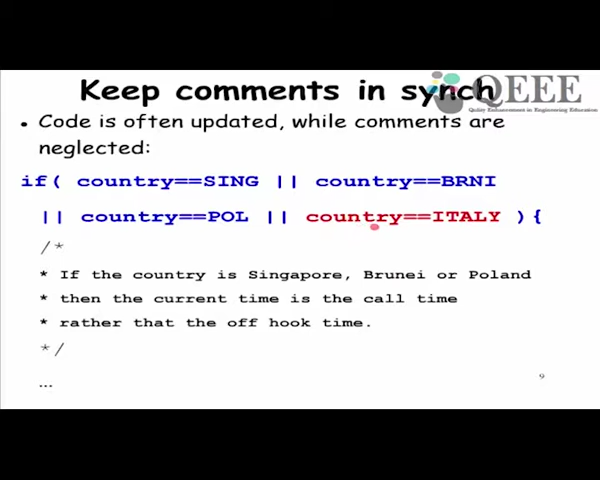 QEEE
Quality Enhancement in Engineering Education
Keep comments in synch
• Code is often updated, while comments are
neglected:
if( country==SING || country==BRNI
|| country==POL || country==ITALY ){
/*
* If the country is Singapore, Brunei or Poland
* then the current time is the call time
* rather that the off hook time.
*/
...
9